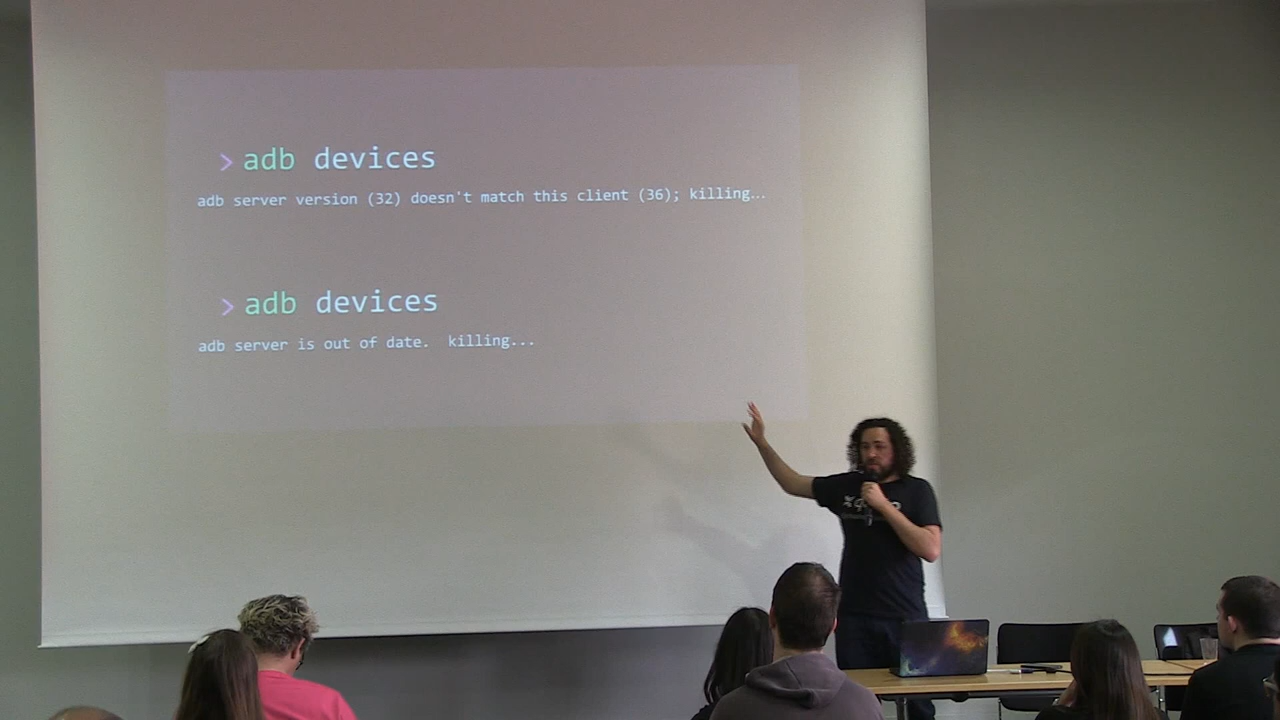 > adb devices
adb server version (32) doesn't match this client (36); killing...
> adb devices
adb server is out of date.  killing...